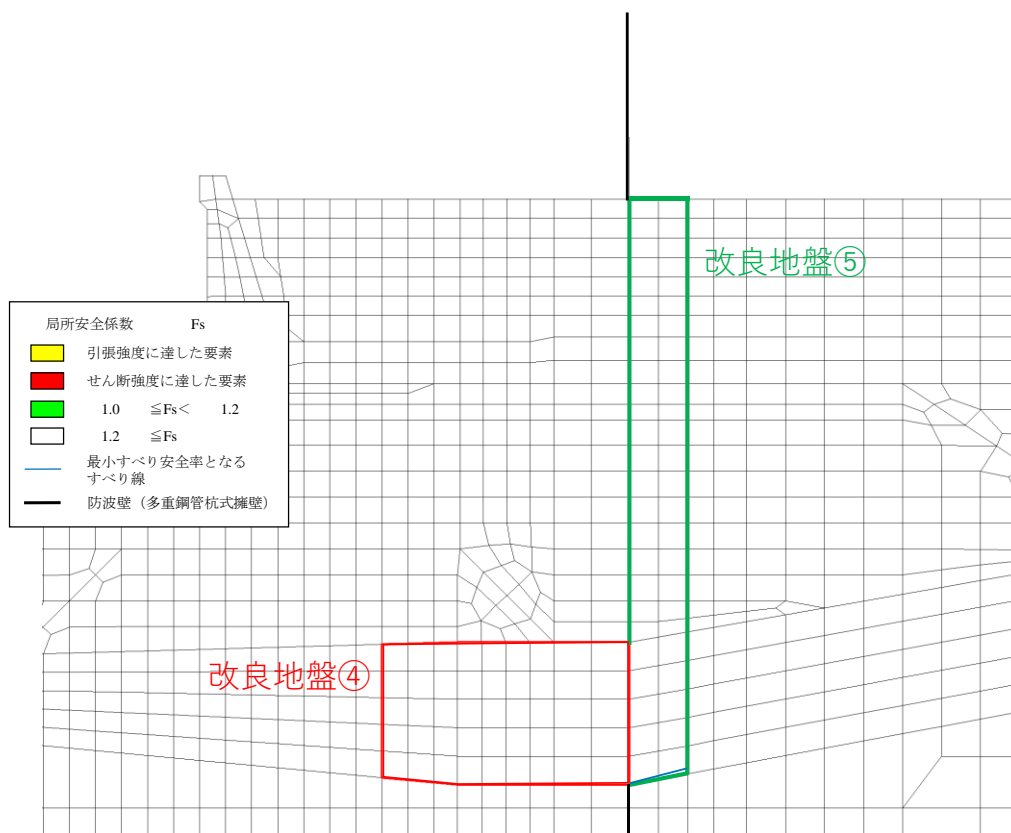 改良地盤⑤
局所安全係数 Fs
引張強度に達した要素
せん断強度に達した要素
1.0 ≦Fs< 1.2
1.2 ≦Fs
最小すべり安全率となる
すべり線
防波壁（多重鋼管杭式擁壁）
改良地盤④